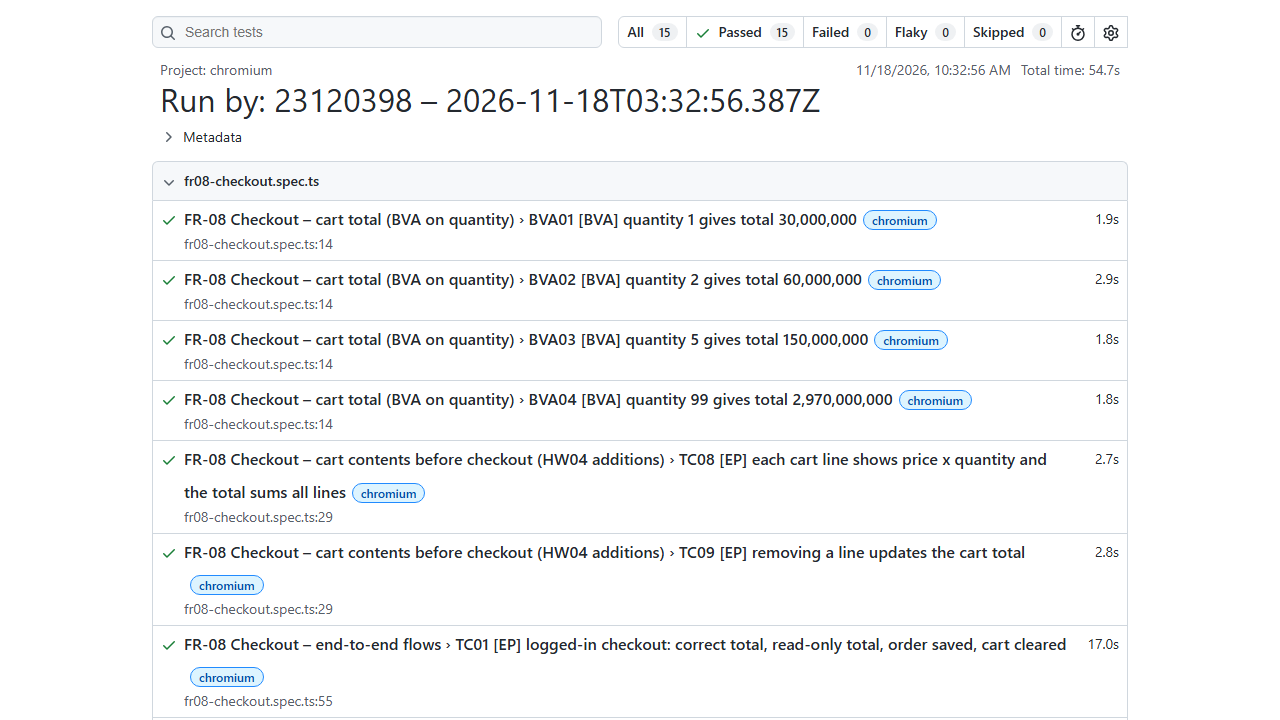 Search tests
All 15
Passed 15
Failed 0
Flaky 0
Skipped 0
Project: chromium
11/18/2026, 10:32:56 AM Total time: 54.7s
Run by: 23120398 – 2026-11-18T03:32:56.387Z
Metadata
fr08-checkout.spec.ts
FR-08 Checkout – cart total (BVA on quantity) › BVA01 [BVA] quantity 1 gives total 30,000,000 chromium 1.9s
fr08-checkout.spec.ts:14
FR-08 Checkout – cart total (BVA on quantity) › BVA02 [BVA] quantity 2 gives total 60,000,000 chromium 2.9s
fr08-checkout.spec.ts:14
FR-08 Checkout – cart total (BVA on quantity) › BVA03 [BVA] quantity 5 gives total 150,000,000 chromium 1.8s
fr08-checkout.spec.ts:14
FR-08 Checkout – cart total (BVA on quantity) › BVA04 [BVA] quantity 99 gives total 2,970,000,000 chromium 1.8s
fr08-checkout.spec.ts:14
FR-08 Checkout – cart contents before checkout (HW04 additions) › TC08 [EP] each cart line shows price x quantity and 2.7s
the total sums all lines chromium
fr08-checkout.spec.ts:29
FR-08 Checkout – cart contents before checkout (HW04 additions) › TC09 [EP] removing a line updates the cart total 2.8s
chromium
fr08-checkout.spec.ts:29
FR-08 Checkout – end-to-end flows › TC01 [EP] logged-in checkout: correct total, read-only total, order saved, cart cleared 17.0s
chromium
fr08-checkout.spec.ts:55